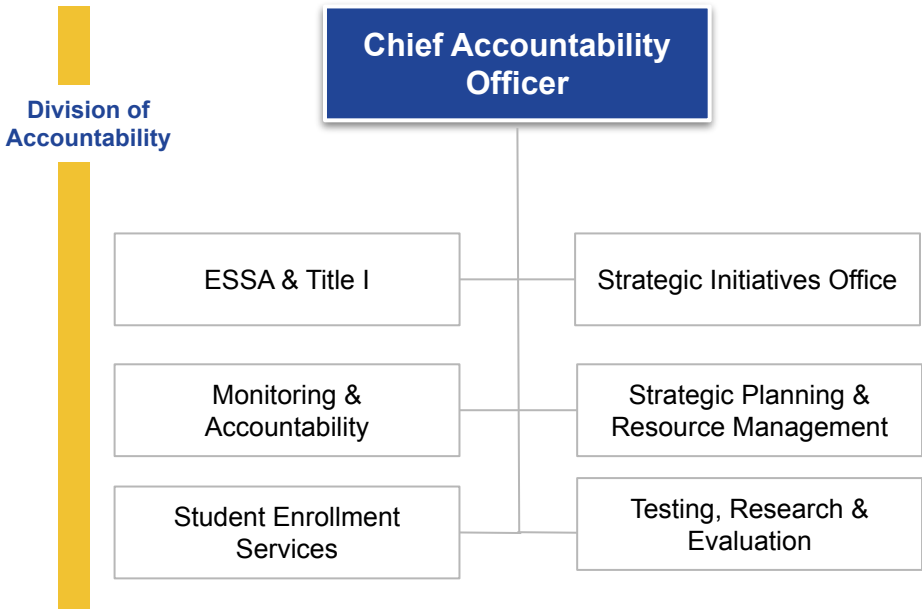 Chief Accountability
Officer
Division of
Accountability
ESSA & Title I
Strategic Initiatives Office
Monitoring &
Accountability
Strategic Planning &
Resource Management
Student Enrollment
Services
Testing, Research &
Evaluation